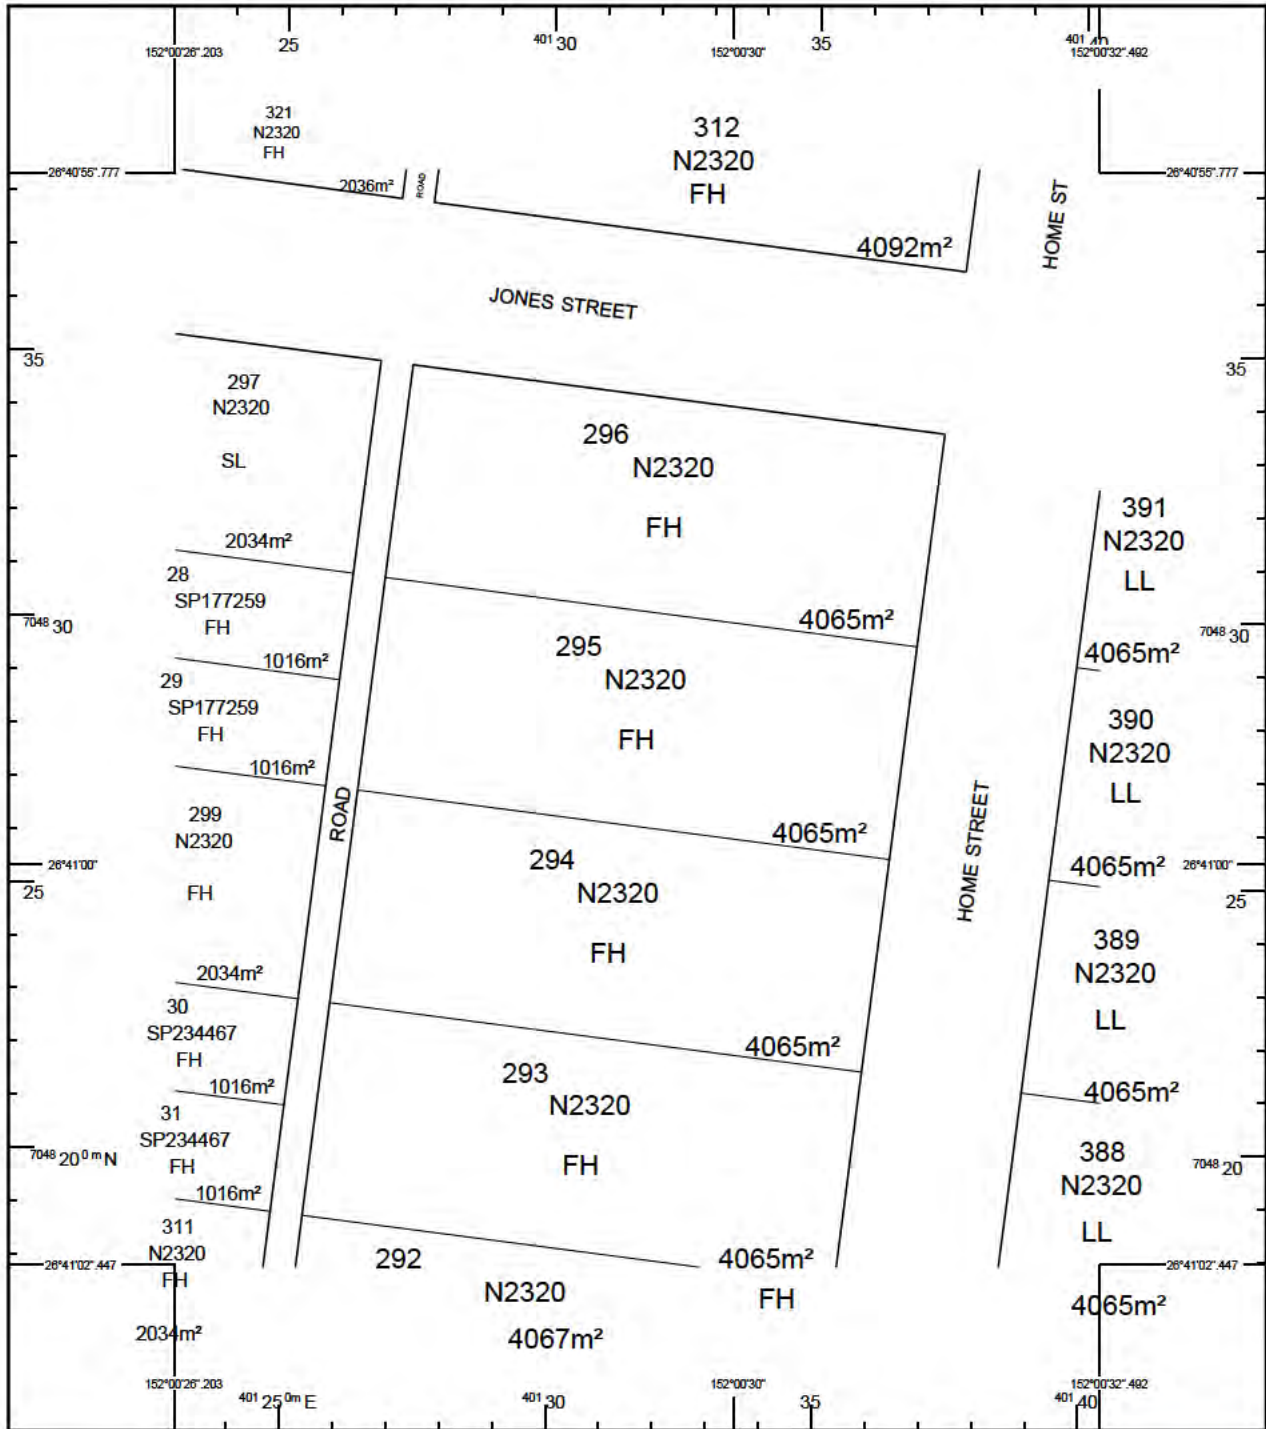 25
401 30
35
401 40
152°00'26".203
152°00'30"
152°00'32".492
321
N2320
FH
2036m²
ROAD
312
N2320
FH
4092m²
HOME ST
26°40'55".777
26°40'55".777
JONES STREET
35
35
297
N2320
SL
2034m²
296
N2320
FH
4065m²
391
N2320
LL
4065m²
28
SP177259
FH
1016m²
7048 30
7048 30
295
N2320
FH
4065m²
29
SP177259
FH
1016m²
390
N2320
LL
4065m²
ROAD
HOME STREET
299
N2320
FH
2034m²
26°41'00"
26°41'00"
25
25
294
N2320
FH
4065m²
389
N2320
LL
4065m²
30
SP234467
FH
1016m²
293
N2320
FH
4065m²
31
SP234467
FH
1016m²
7048 20 0 m N
7048 20
388
N2320
LL
4065m²
311
N2320
FH
2034m²
292
N2320
FH
4067m²
26°41'02".447
26°41'02".447
152°00'26".203
152°00'30"
152°00'32".492
401 25 0m E
401 30
35
401 40